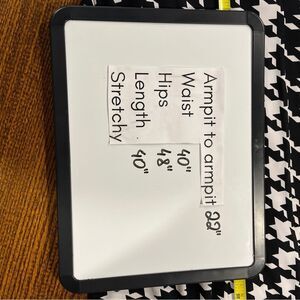 Armpit to armpit 22"
Waist 40"
Hips 48"
Length 40"
Stretchy